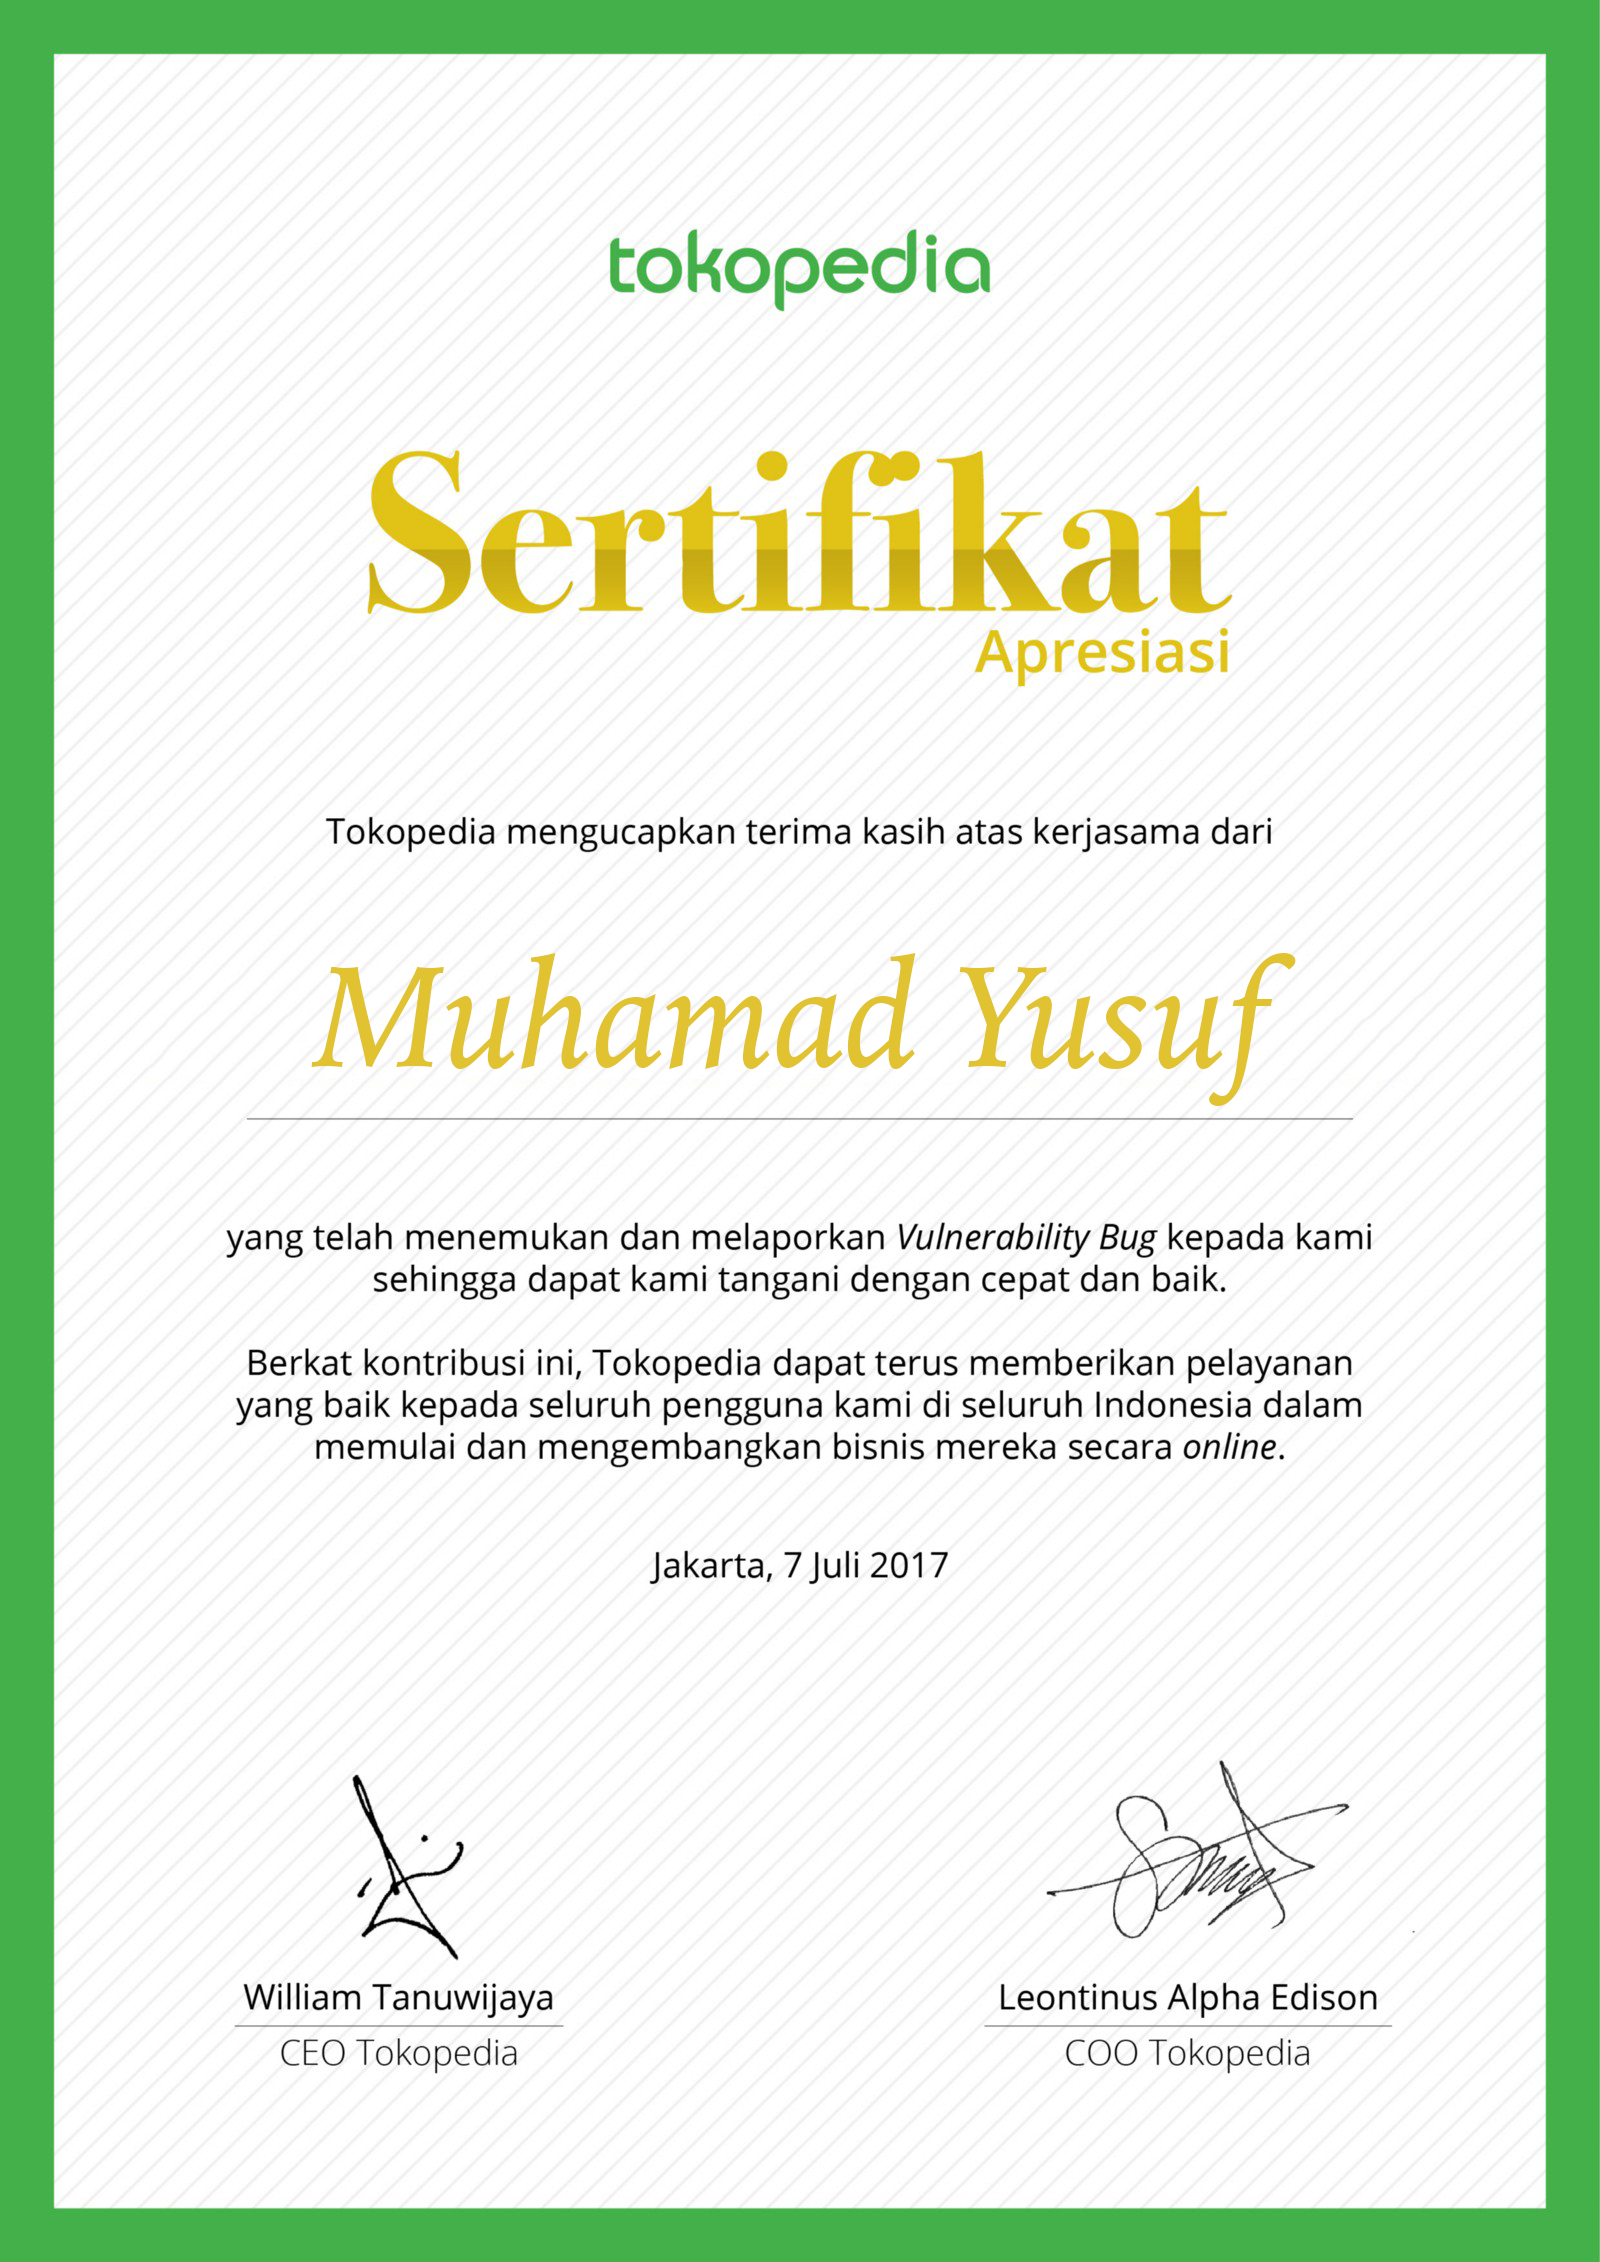 tokopedia
Sertifikat
Apresiasi
Tokopedia mengucapkan terima kasih atas kerjasama dari
Muhamad Yusuf
yang telah menemukan dan melaporkan Vulnerability Bug kepada kami
sehingga dapat kami tangani dengan cepat dan baik.
Berkat kontribusi ini, Tokopedia dapat terus memberikan pelayanan
yang baik kepada seluruh pengguna kami di seluruh Indonesia dalam
memulai dan mengembangkan bisnis mereka secara online.
Jakarta, 7 Juli 2017
William Tanuwijaya
CEO Tokopedia
Leontinus Alpha Edison
COO Tokopedia